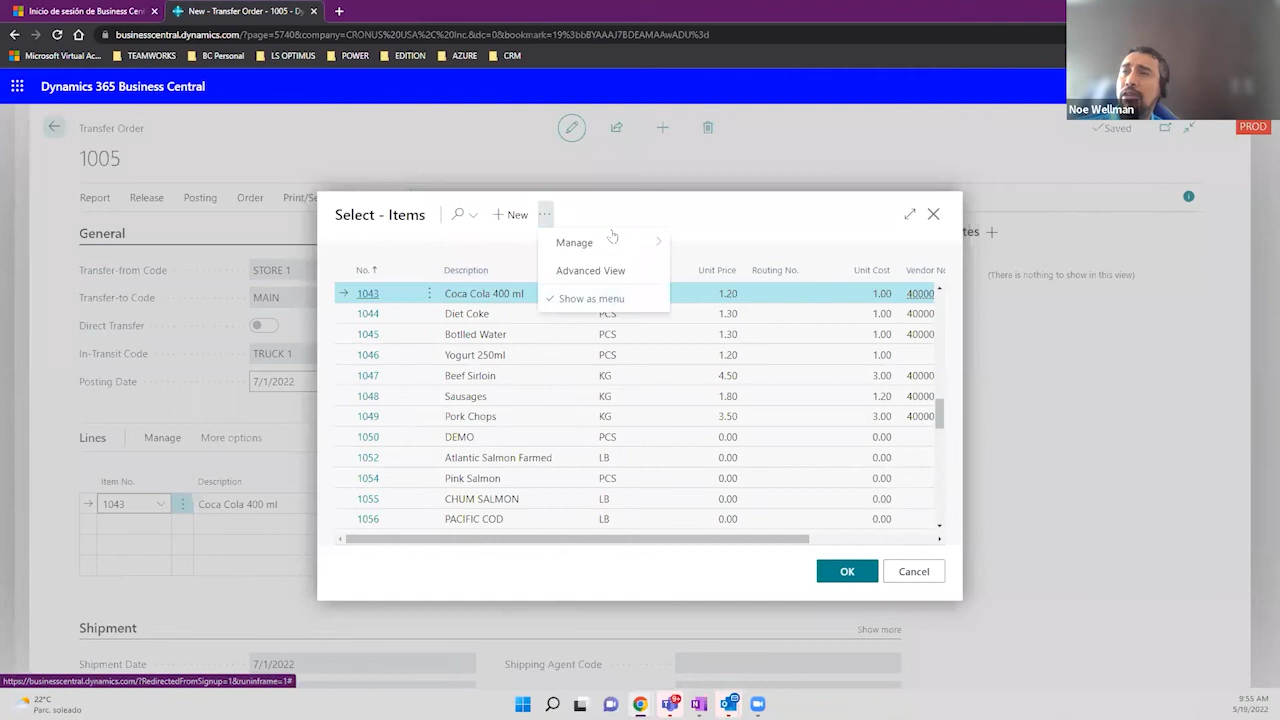 Inicio de sesión de Business Cen
New - Transfer Order - 1005 - Dy
businesscentral.dynamics.com/?page=5740&company=CRONUS%20USA%2C%20Inc.&dc=0&bookmark=19%3bbBYAAAJ7BDEAMAAwADU%3d
Microsoft Virtual Ac...
TEAMWORKS
BC Personal
LS OPTIMUS
POWER
EDITION
AZURE
CRM
Noe Wellman
Dynamics 365 Business Central
Transfer Order
Saved
PROD
1005
Report
Release
Posting
Order
Print/Se
General
Transfer-from Code
STORE 1
Transfer-to Code
MAIN
Direct Transfer
In-Transit Code
TRUCK 1
Posting Date
7/1/2022
Lines
Manage
More options
Item No.
Description
1043
Coca Cola 400 ml
Shipment
Show more
Shipment Date
7/1/2022
Shipping Agent Code
tes
(There is nothing to show in this view)
Select - Items
New
Manage
Advanced View
Show as menu
No. ↑ Description Unit Price Routing No. Unit Cost Vendor No
1043 Coca Cola 400 ml 1.20 1.00 40000
1044 Diet Coke PCS 1.30 1.00 40000
1045 Botlled Water PCS 1.30 1.00 40000
1046 Yogurt 250ml PCS 1.20 1.00
1047 Beef Sirloin KG 4.50 3.00 40000
1048 Sausages KG 1.80 1.20 40000
1049 Pork Chops KG 3.50 3.00 40000
1050 DEMO PCS 0.00 0.00
1052 Atlantic Salmon Farmed LB 0.00 0.00
1054 Pink Salmon PCS 0.00 0.00
1055 CHUM SALMON LB 0.00 0.00
1056 PACIFIC COD LB 0.00 0.00
OK
Cancel
https://businesscentral.dynamics.com/?RedirectedFromSignup=1&runinframe=1#
22°C
Parc. soleado
9+
9:55 AM
5/19/2022